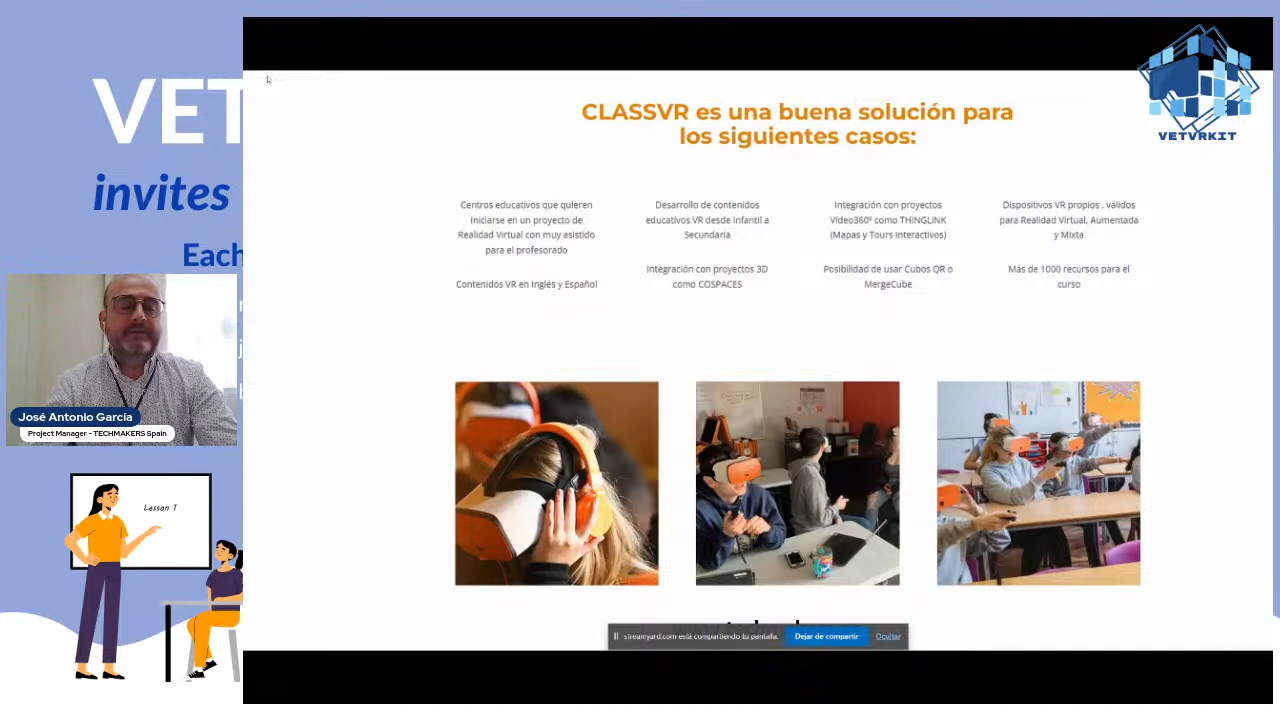 VET
invites
Each
José Antonio García
Project Manager - TECHMAKERS Spain
Lesson 1
VETVRKIT
CLASSVR es una buena solución para
los siguientes casos:
Centros educativos que quieren
iniciarse en un proyecto de
Realidad Virtual con muy asistido
para el profesorado
Contenidos VR en Inglés y Español
Desarrollo de contenidos
educativos VR desde Infantil a
Secundaria
Integración con proyectos 3D
como COSPACES
Integración con proyectos
Vídeo360º como THINGLINK
(Mapas y Tours Interactivos)
Posibilidad de usar Cubos QR o
MergeCube
Dispositivos VR propios , válidos
para Realidad Virtual, Aumentada
y Mixta
Más de 1000 recursos para el
curso
streamyard.com está compartiendo tu pantalla.
Dejar de compartir
Ocultar